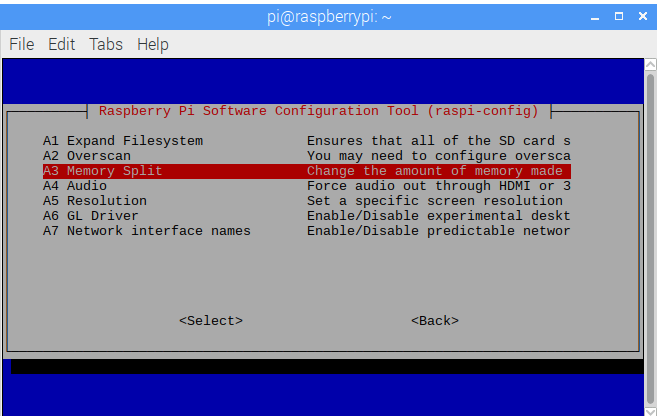 pi@raspberrypi: ~
File Edit Tabs Help
Raspberry Pi Software Configuration Tool (raspi-config)
A1 Expand Filesystem Ensures that all of the SD card s
A2 Overscan You may need to configure oversca
A3 Memory Split Change the amount of memory made
A4 Audio Force audio out through HDMI or 3
A5 Resolution Set a specific screen resolution
A6 GL Driver Enable/Disable experimental deskt
A7 Network interface names Enable/Disable predictable networ
<Select> <Back>